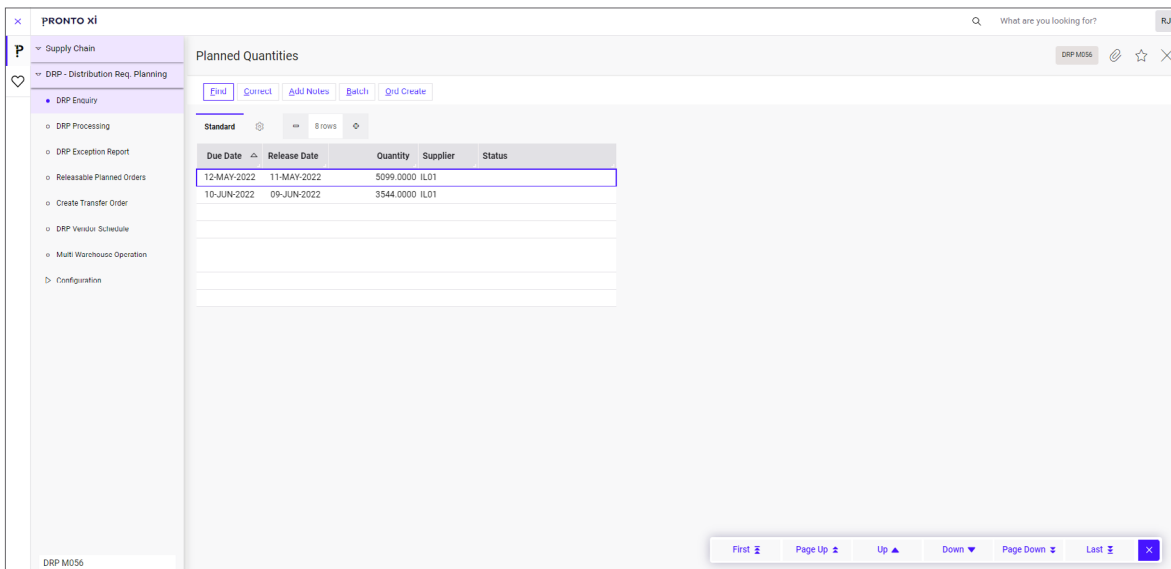 PRONTO Xi
What are you looking for?
RJ
Supply Chain
DRP - Distribution Req. Planning
DRP Enquiry
DRP Processing
DRP Exception Report
Releasable Planned Orders
Create Transfer Order
DRP Vendor Schedule
Multi Warehouse Operation
Configuration
DRP M056
Planned Quantities
DRP M056
Find Correct Add Notes Batch Ord Create
Standard 8 rows
Due Date Release Date Quantity Supplier Status
12-MAY-2022 11-MAY-2022 5099.0000 IL01
10-JUN-2022 09-JUN-2022 3544.0000 IL01
First Page Up Up Down Page Down Last